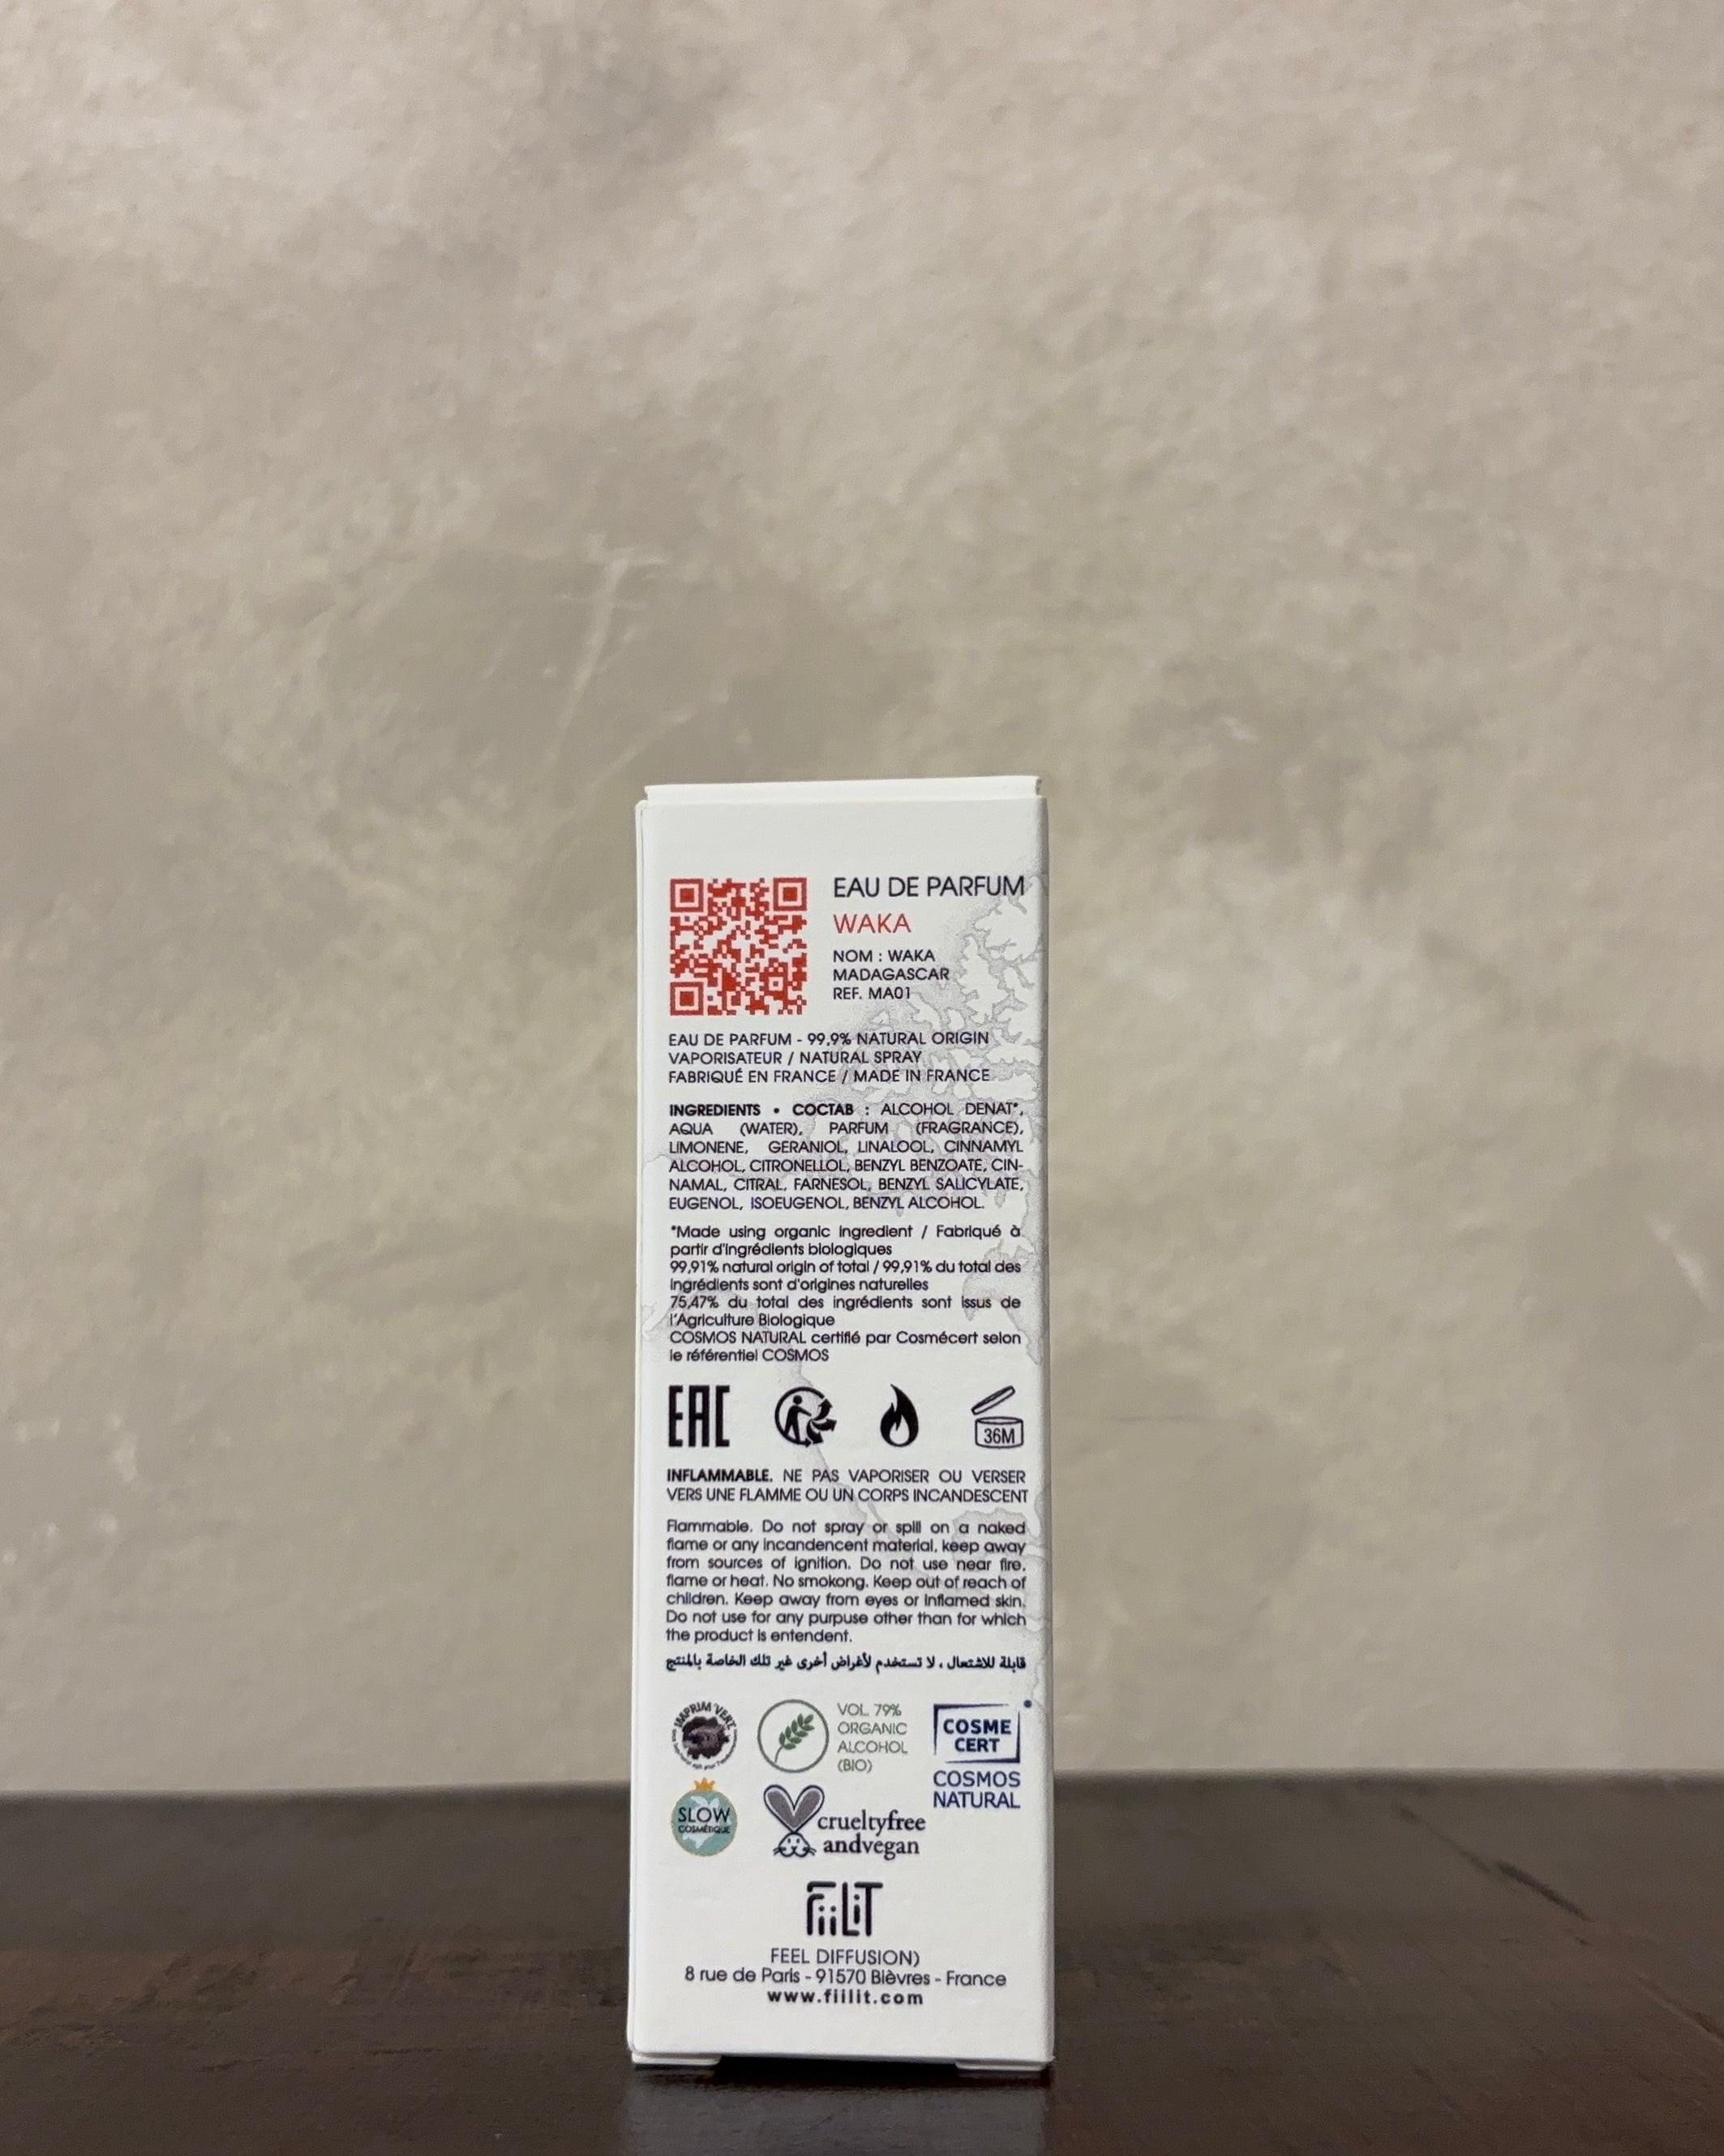 EAU DE PARFUM
WAKA
NOM : WAKA
MADAGASCAR
REF. MA01
EAU DE PARFUM - 99,9% NATURAL ORIGIN
VAPORISATEUR / NATURAL SPRAY
FABRIQUÉ EN FRANCE / MADE IN FRANCE
INGREDIENTS • COCTAB : ALCOHOL DENAT*,
AQUA (WATER), PARFUM (FRAGRANCE),
LIMONENE, GERANIOL, LINALOOL, CINNAMYL
ALCOHOL, CITRONELLOL, BENZYL BENZOATE, CIN-
NAMAL, CITRAL, FARNESOL, BENZYL SALICYLATE,
EUGENOL, ISOEUGENOL, BENZYL ALCOHOL.
*Made using organic ingredient / Fabriqué à
partir d'ingrédients biologiques
99,91% natural origin of total / 99,91% du total des
ingrédients sont d'origines naturelles
75,47% du total des ingrédients sont issus de
l'Agriculture Biologique
COSMOS NATURAL certifié par Cosmécert selon
le référentiel COSMOS
EAC
36M
INFLAMMABLE. NE PAS VAPORISER OU VERSER
VERS UNE FLAMME OU UN CORPS INCANDESCENT
Flammable. Do not spray or spill on a naked
flame or any incandencent material, keep away
from sources of ignition. Do not use near fire,
flame or heat. No smokong. Keep out of reach of
children. Keep away from eyes or inflamed skin.
Do not use for any purpuse other than for which
the product is entendent.
قابلة للاشتعال ، لا تستخدم لأغراض أخرى غير تلك الخاصة بالمنتج
IMPRIM'VERT
VOL. 79%
ORGANIC
ALCOHOL
(BIO)
COSME
CERT
COSMOS
NATURAL
SLOW
COSMÉTIQUE
crueltyfree
andvegan
FiiLiT
FEEL DIFFUSION)
8 rue de Paris - 91570 Bièvres - France
www.fiilit.com